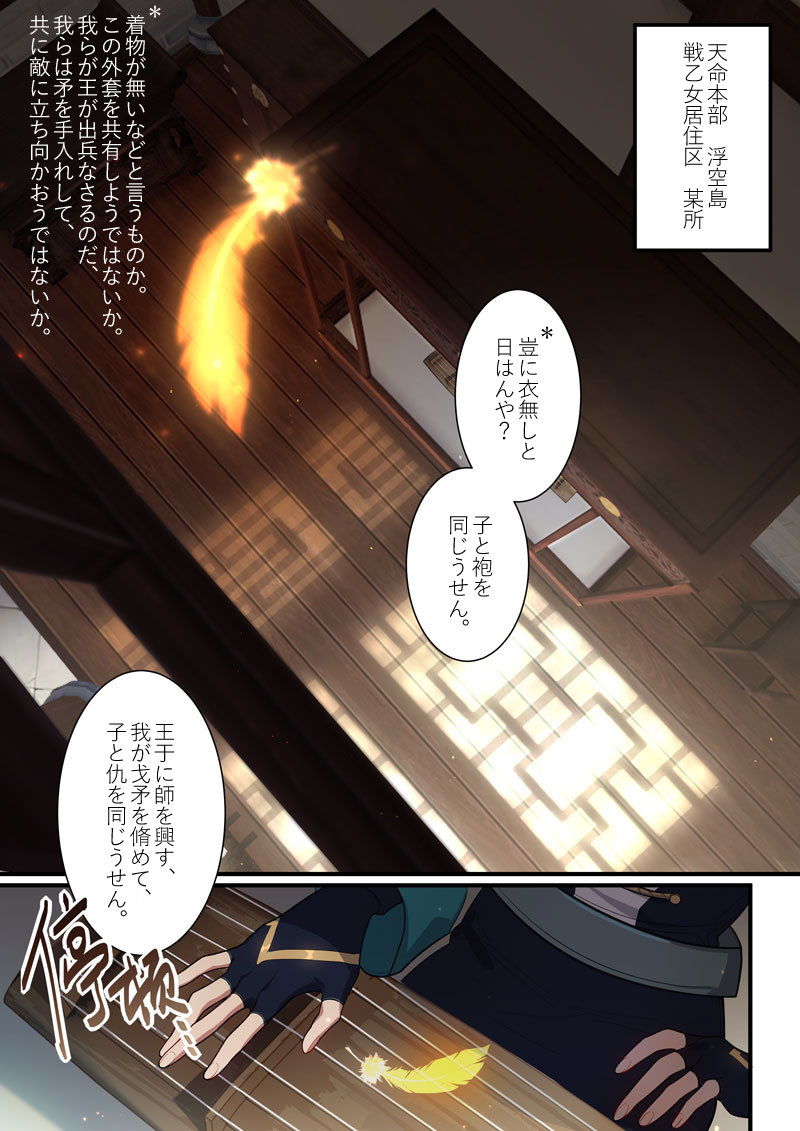 天命本部　浮空島
戦乙女居住区　某所
*
着物が無いなどと言うものか。
この外套を共有しようではないか。
我らが王が出兵なさるのだ、
我らは矛を手入れして、
共に敵に立ち向かおうではないか。
*
豈に衣無しと
日はんや？
子と袍を
同じうせん。
王于に師を興す、
我が戈矛を脩めて、
子と仇を同じうせん。
停顿…